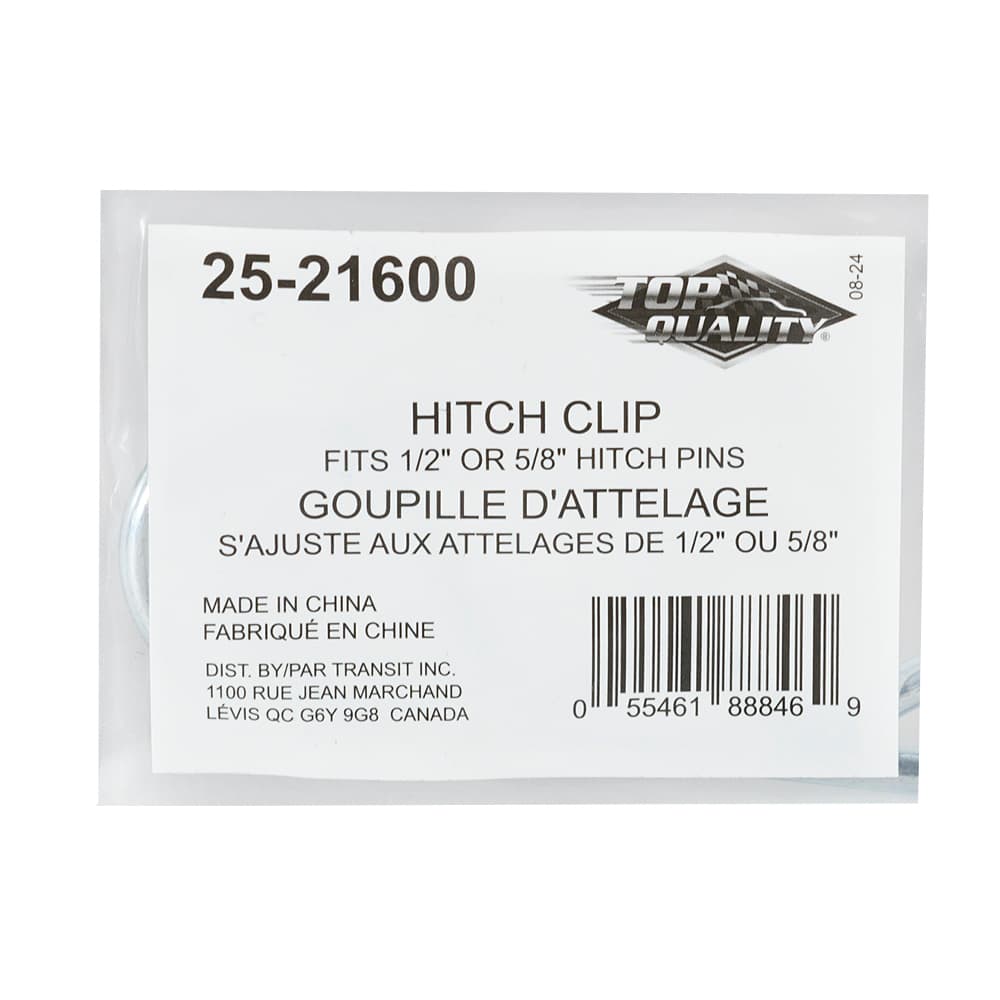 25-21600
TOP
QUALITY®
08-24
HITCH CLIP
FITS 1/2" OR 5/8" HITCH PINS
GOUPILLE D'ATTELAGE
S'AJUSTE AUX ATTELAGES DE 1/2" OU 5/8"
MADE IN CHINA
FABRIQUÉ EN CHINE
DIST. BY/PAR TRANSIT INC.
1100 RUE JEAN MARCHAND
LÉVIS QC G6Y 9G8 CANADA
0 55461 88846 9